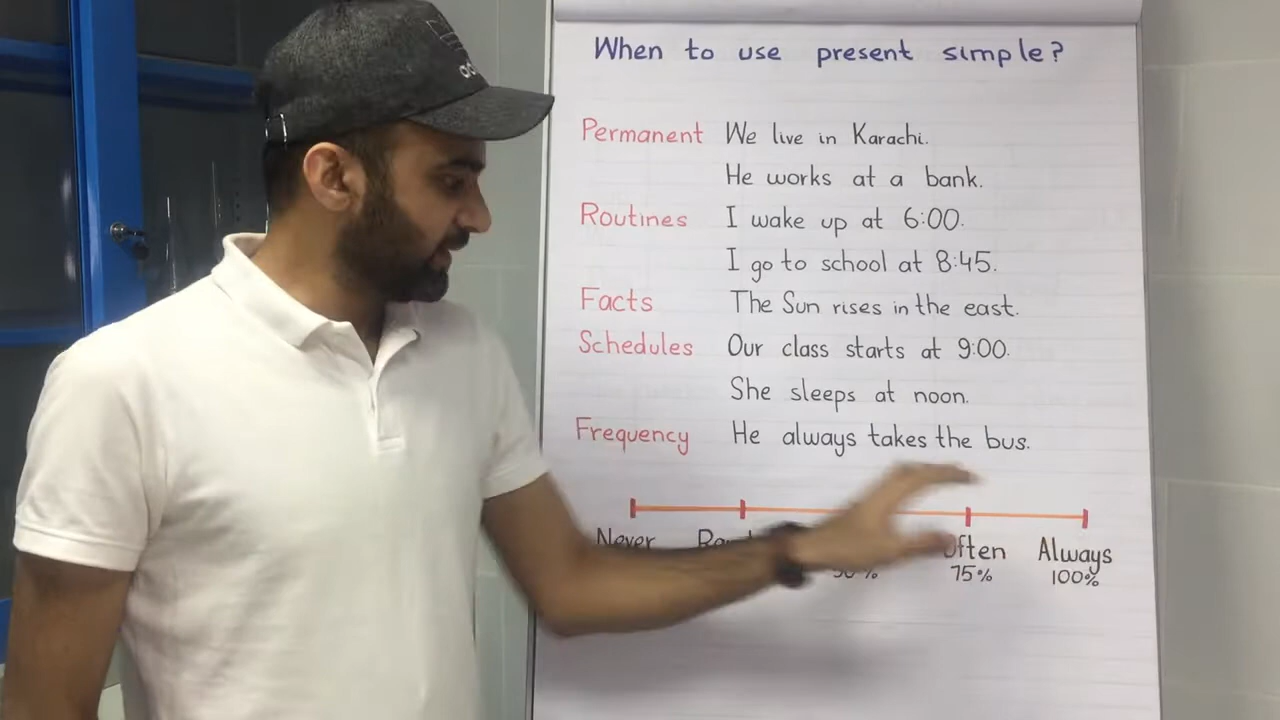 When to use present simple?
Permanent We live in Karachi.
He works at a bank.
Routines I wake up at 6:00.
I go to school at 8:45.
Facts The Sun rises in the east.
Schedules Our class starts at 9:00.
She sleeps at noon.
Frequency He always takes the bus.
Never Often Always
50% 75% 100%